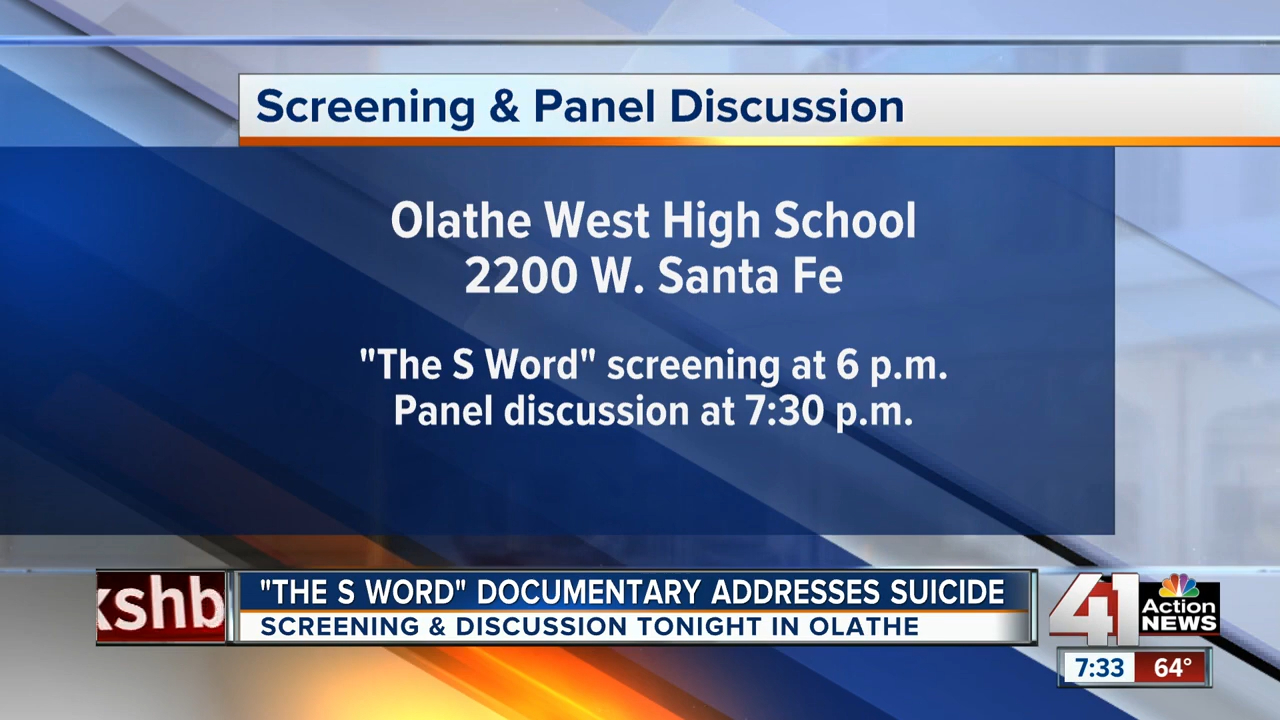 Screening & Panel Discussion
Olathe West High School
2200 W. Santa Fe
"The S Word" screening at 6 p.m.
Panel discussion at 7:30 p.m.
kshb
"THE S WORD" DOCUMENTARY ADDRESSES SUICIDE
SCREENING & DISCUSSION TONIGHT IN OLATHE
41 Action NEWS
7:33 64°